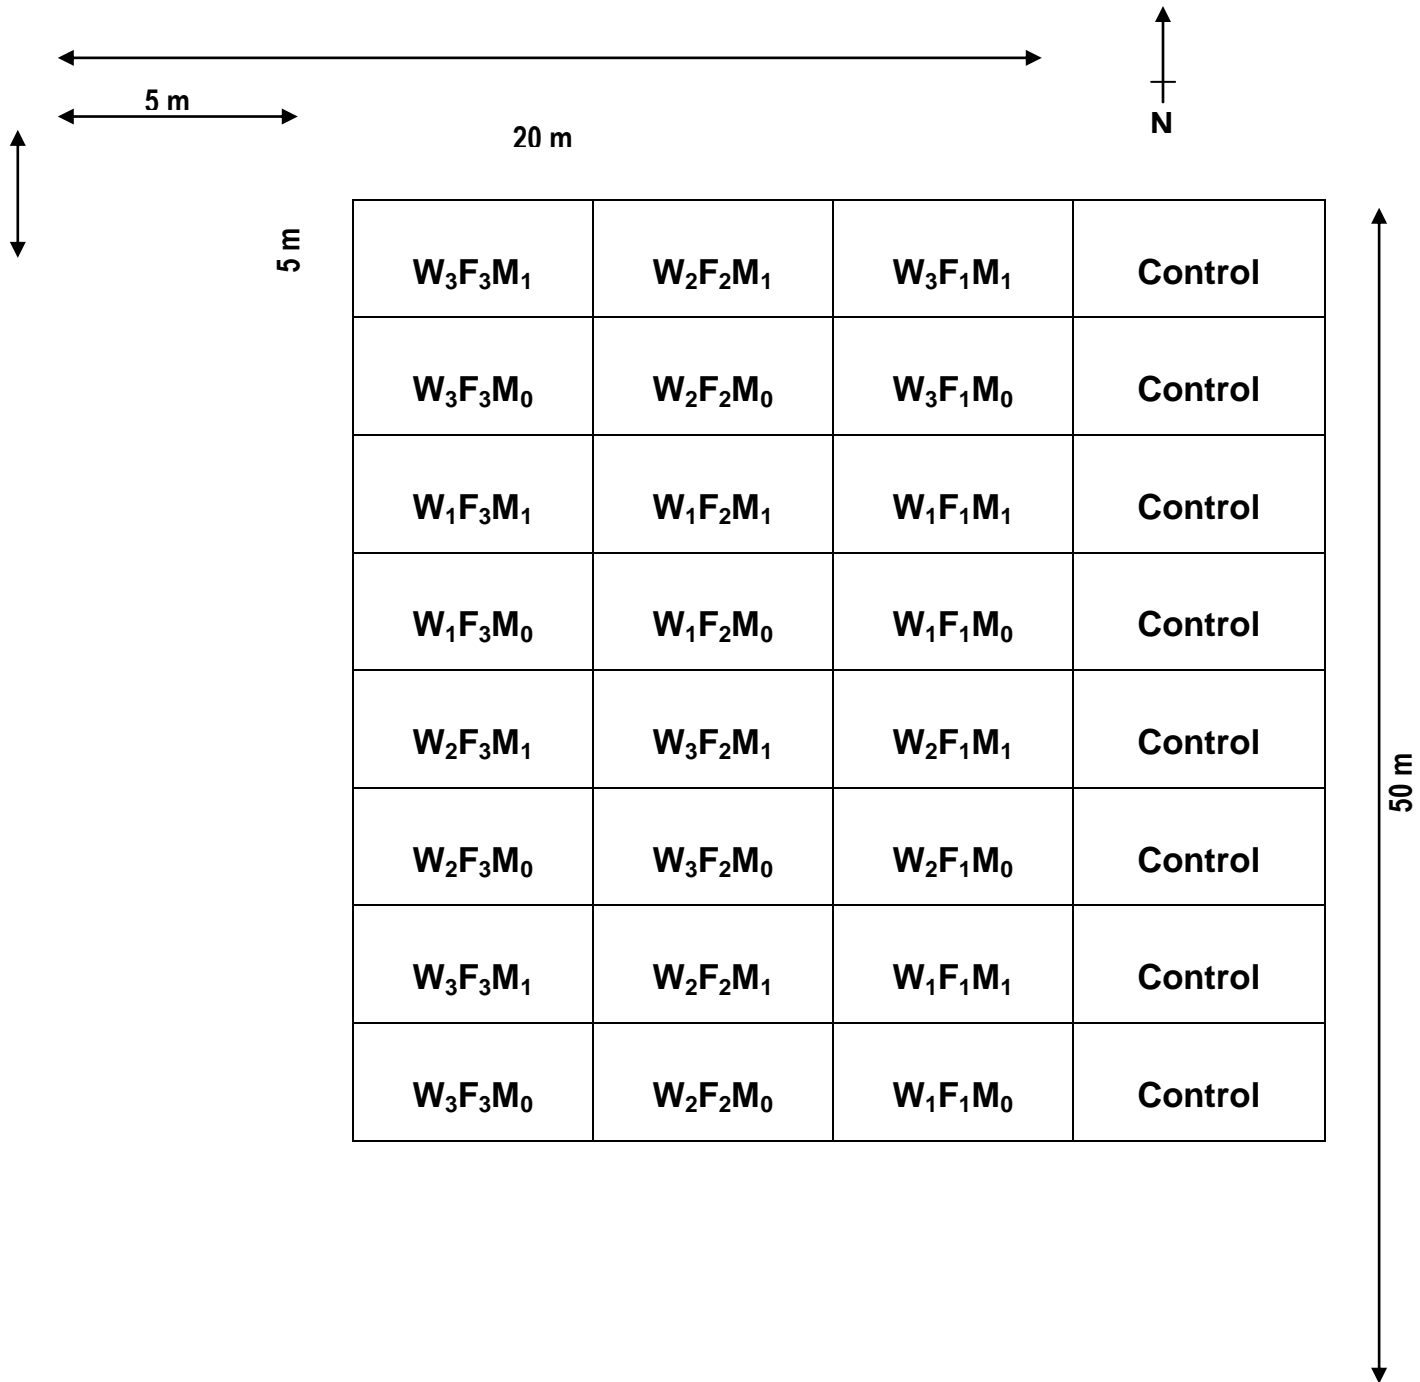 5 m
N
20 m
5 m
W₃F₃M₁ W₂F₂M₁ W₃F₁M₁ Control
W₃F₃M₀ W₂F₂M₀ W₃F₁M₀ Control
W₁F₃M₁ W₁F₂M₁ W₁F₁M₁ Control
W₁F₃M₀ W₁F₂M₀ W₁F₁M₀ Control
W₂F₃M₁ W₃F₂M₁ W₂F₁M₁ Control
50 m
W₂F₃M₀ W₃F₂M₀ W₂F₁M₀ Control
W₃F₃M₁ W₂F₂M₁ W₁F₁M₁ Control
W₃F₃M₀ W₂F₂M₀ W₁F₁M₀ Control